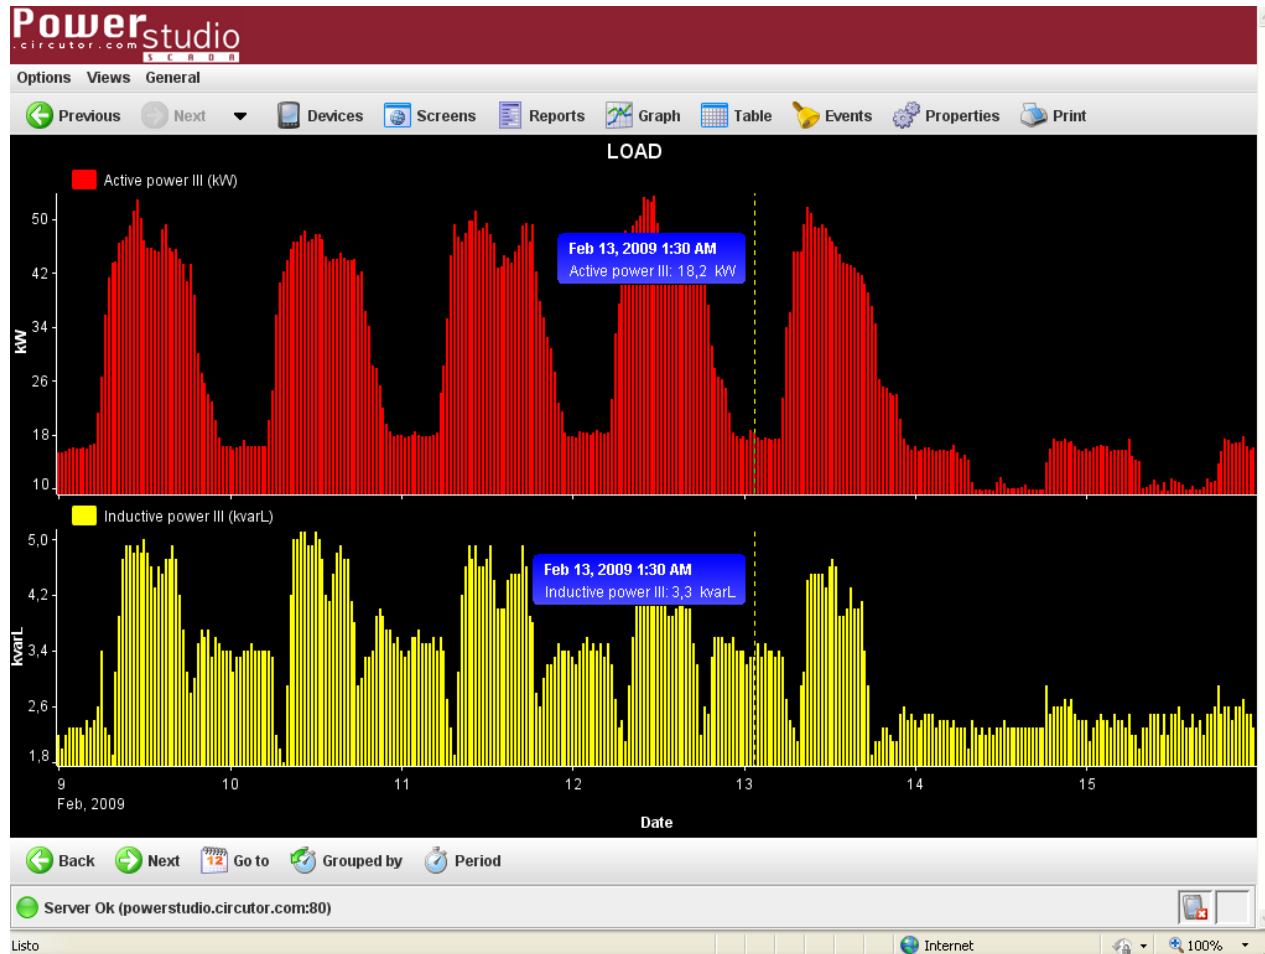 Power studio
.circutor.com
SCADA
Options Views General
Previous Next Devices Screens Reports Graph Table Events Properties Print
LOAD
Active power III (kW)
50
42
34
26
18
10
kW
Feb 13, 2009 1:30 AM
Active power III: 18,2 kW
Inductive power III (kvarL)
5,0
4,2
3,4
2,6
1,8
kvarL
Feb 13, 2009 1:30 AM
Inductive power III: 3,3 kvarL
9 10 11 12 13 14 15
Feb, 2009
Date
Back Next 12 Go to Grouped by Period
Server Ok (powerstudio.circutor.com:80)
Listo Internet 100%